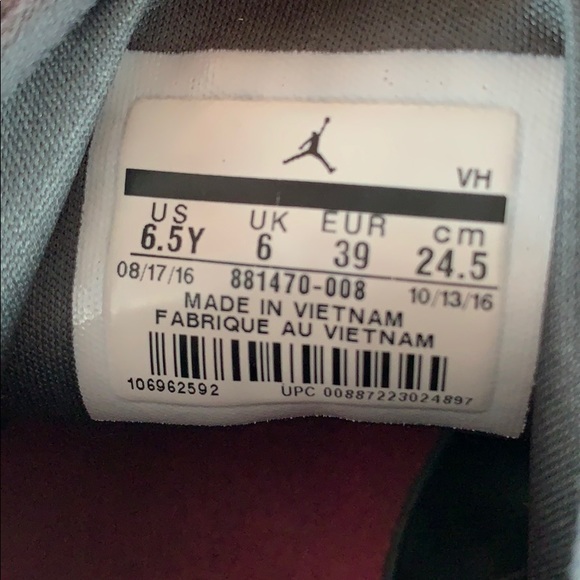 VH
US UK EUR cm
6.5Y 6 39 24.5
08/17/16 881470-008 10/13/16
MADE IN VIETNAM
FABRIQUE AU VIETNAM
106962592 UPC 00887223024897